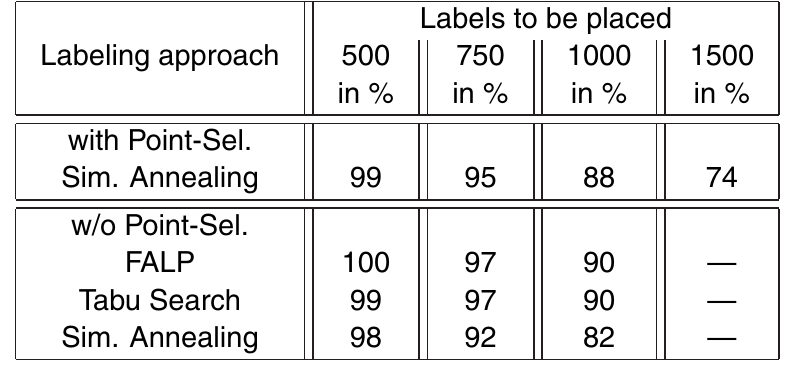 Labels to be placed
Labeling approach 500 750 1000 1500
in % in % in % in %
with Point-Sel.
Sim. Annealing 99 95 88 74
w/o Point-Sel.
FALP 100 97 90 —
Tabu Search 99 97 90 —
Sim. Annealing 98 92 82 —